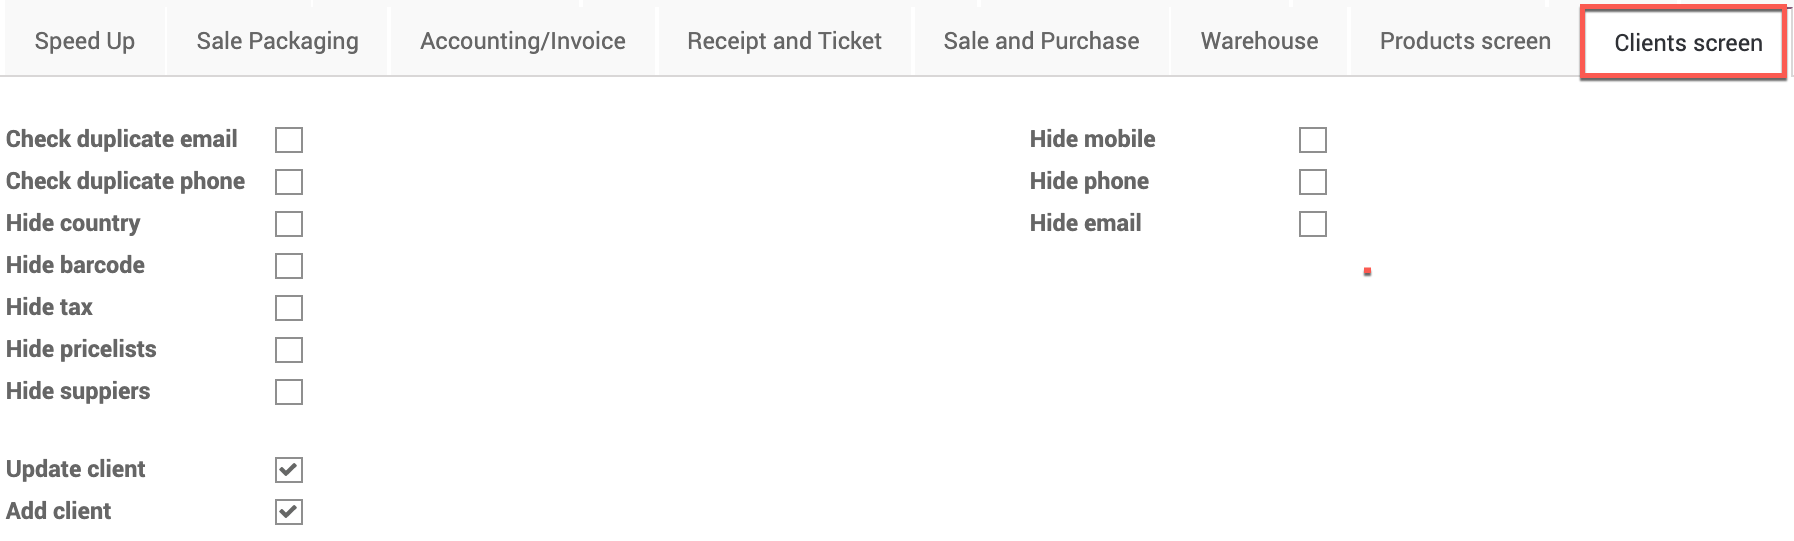 Speed Up Sale Packaging Accounting/Invoice Receipt and Ticket Sale and Purchase Warehouse Products screen Clients screen
Check duplicate email
Check duplicate phone
Hide country
Hide barcode
Hide tax
Hide pricelists
Hide suppiers
Update client
Add client
Hide mobile
Hide phone
Hide email